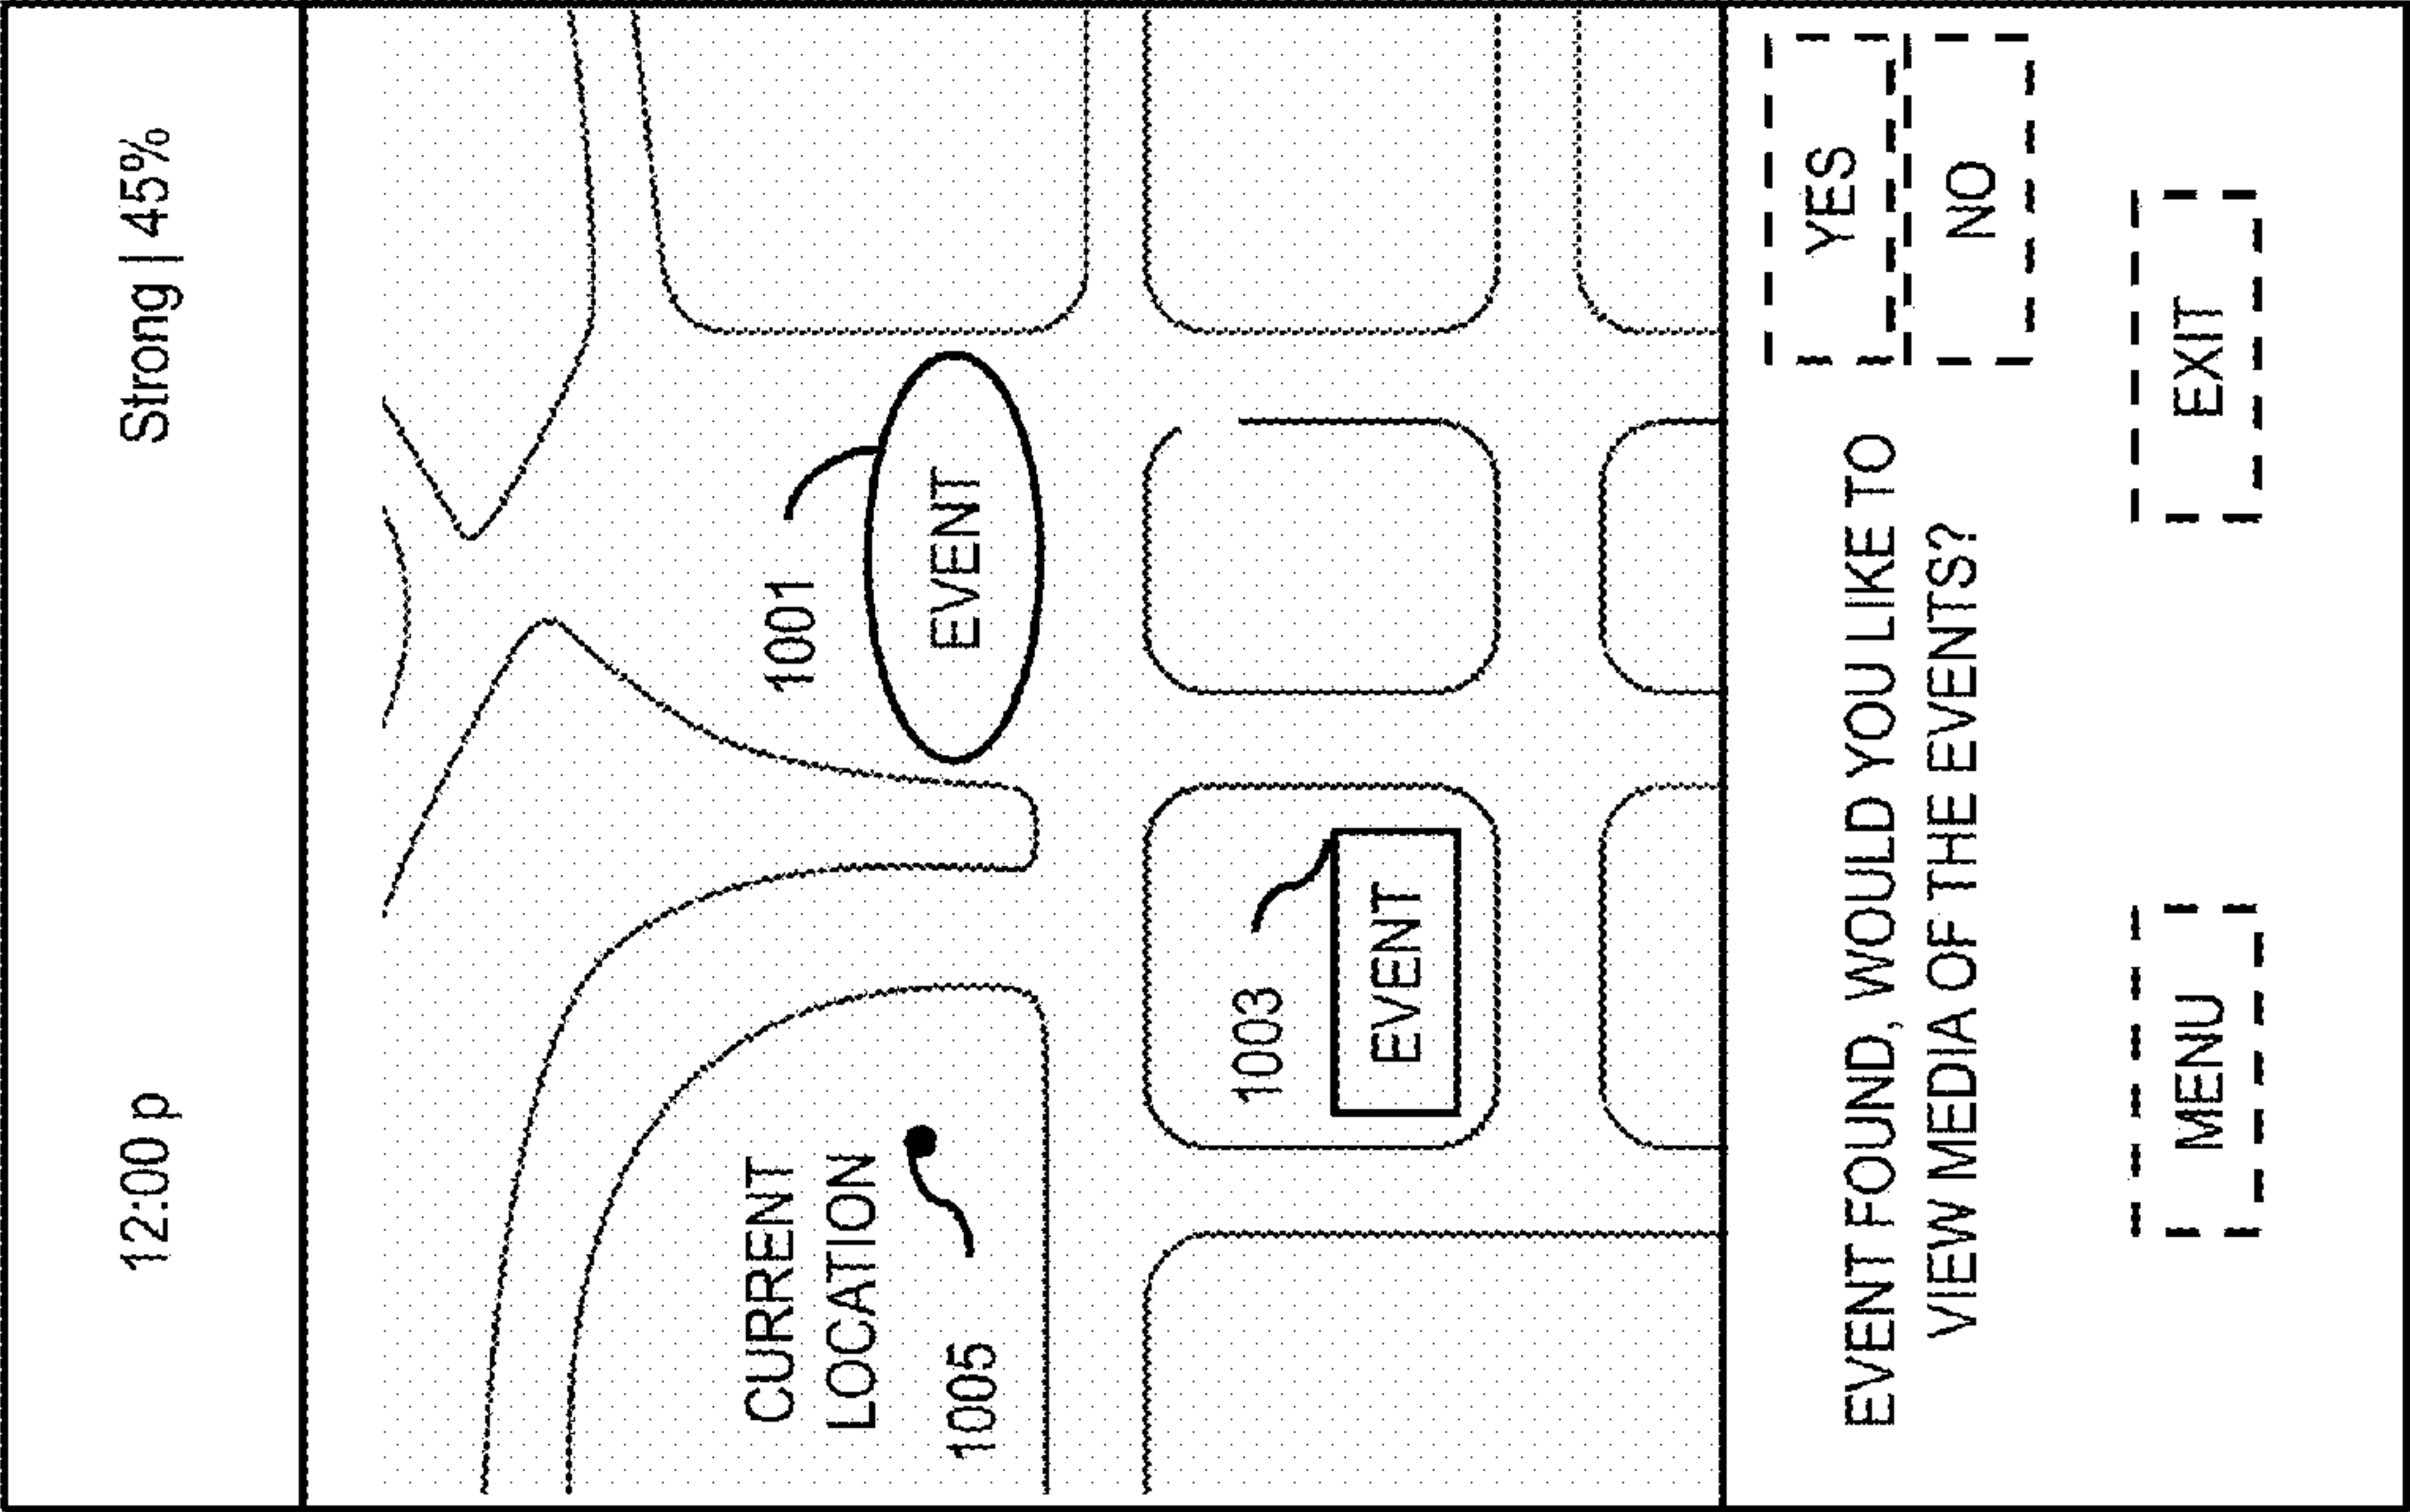 12:00 p
Strong | 45%
CURRENT
LOCATION
1005
1001
EVENT
1003
EVENT
EVENT FOUND, WOULD YOU LIKE TO
VIEW MEDIA OF THE EVENTS?
YES
NO
MENU
EXIT